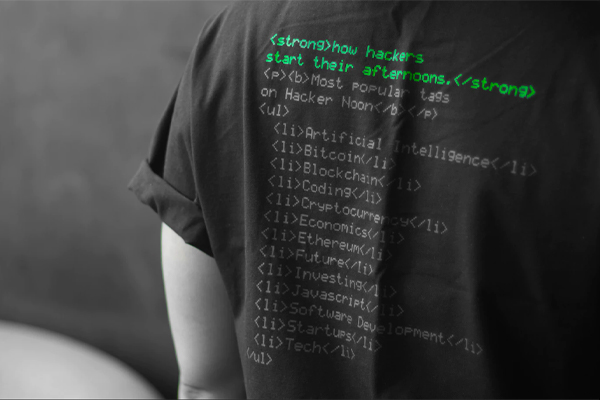 <strong>how hackers
start their afternoons.</strong>
<p><b>Most popular tags
on Hacker Noon</b></p>
<ul>
<li>Artificial Intelligence</li>
<li>Bitcoin</li>
<li>Blockchain</li>
<li>Coding</li>
<li>Cryptocurrency</li>
<li>Economics</li>
<li>Ethereum</li>
<li>Future</li>
<li>Investing</li>
<li>Javascript</li>
<li>Software Development</li>
<li>Startups</li>
<li>Tech</li>
</ul>